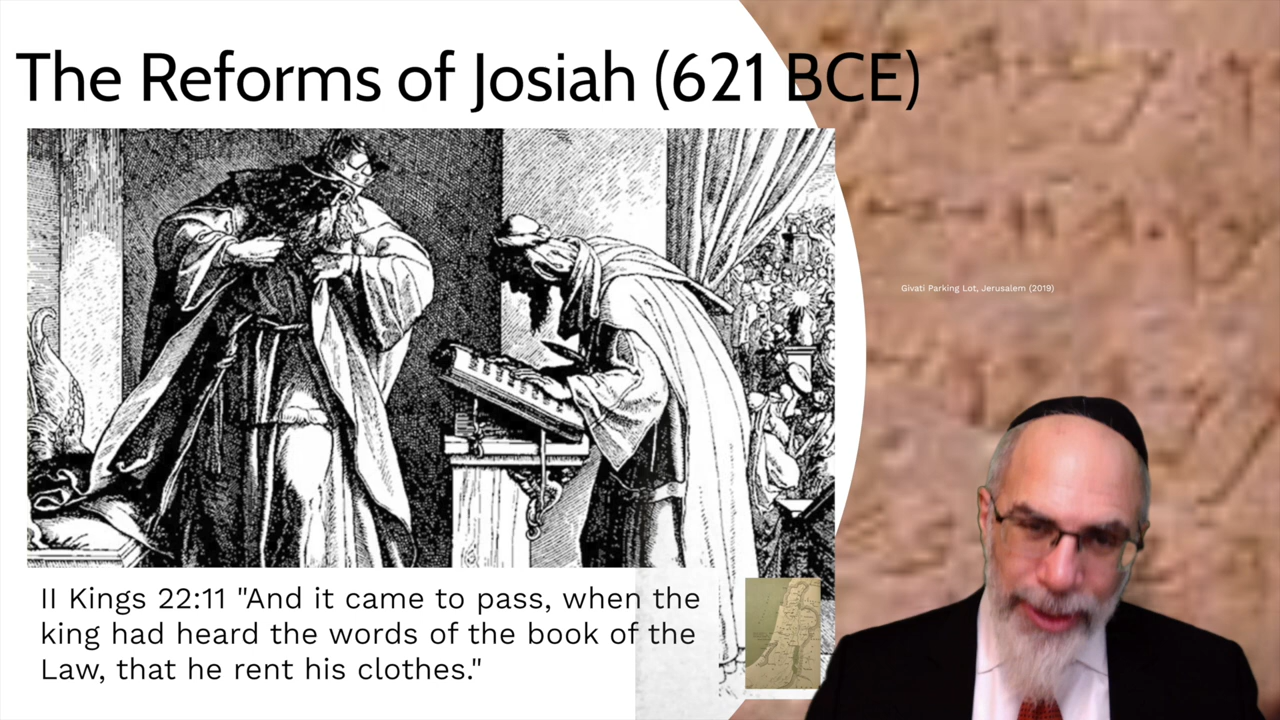 The Reforms of Josiah (621 BCE)
Givati Parking Lot, Jerusalem (2019)
II Kings 22:11 "And it came to pass, when the
king had heard the words of the book of the
Law, that he rent his clothes."